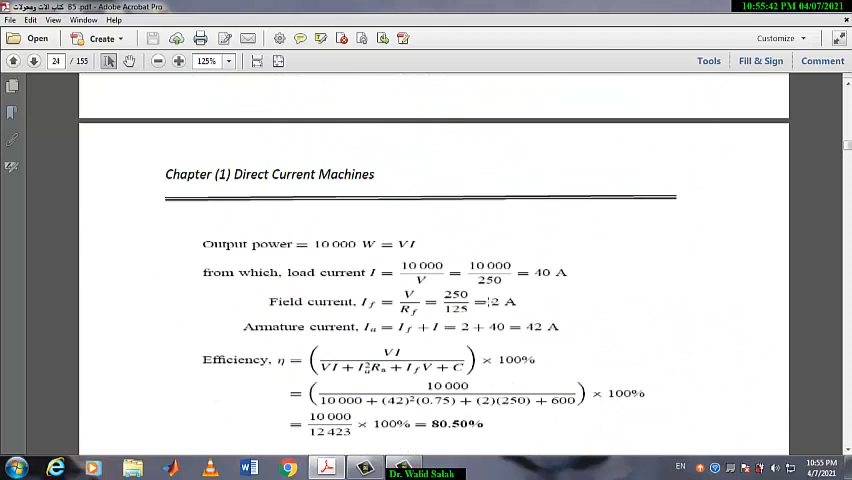 85 كتاب الات ومحولات.pdf - Adobe Acrobat Pro
10:55:42 PM 04/07/2021
File Edit View Window Help
Open Create Customize
24 / 155 125% Tools Fill & Sign Comment
Chapter (1) Direct Current Machines
Output power = 10 000 W = VI
from which, load current I = 10 000 / V = 10 000 / 250 = 40 A
Field current, I_f = V / R_f = 250 / 125 = 2 A
Armature current, I_a = I_f + I = 2 + 40 = 42 A
Efficiency, η = ( VI / VI + I_a^2 R_a + I_f V + C ) × 100%
= ( 10 000 / 10 000 + (42)^2 (0.75) + (2)(250) + 600 ) × 100%
= 10 000 / 12 423 × 100% = 80.50%
EN 10:55 PM
4/7/2021
Dr. Walid Salah